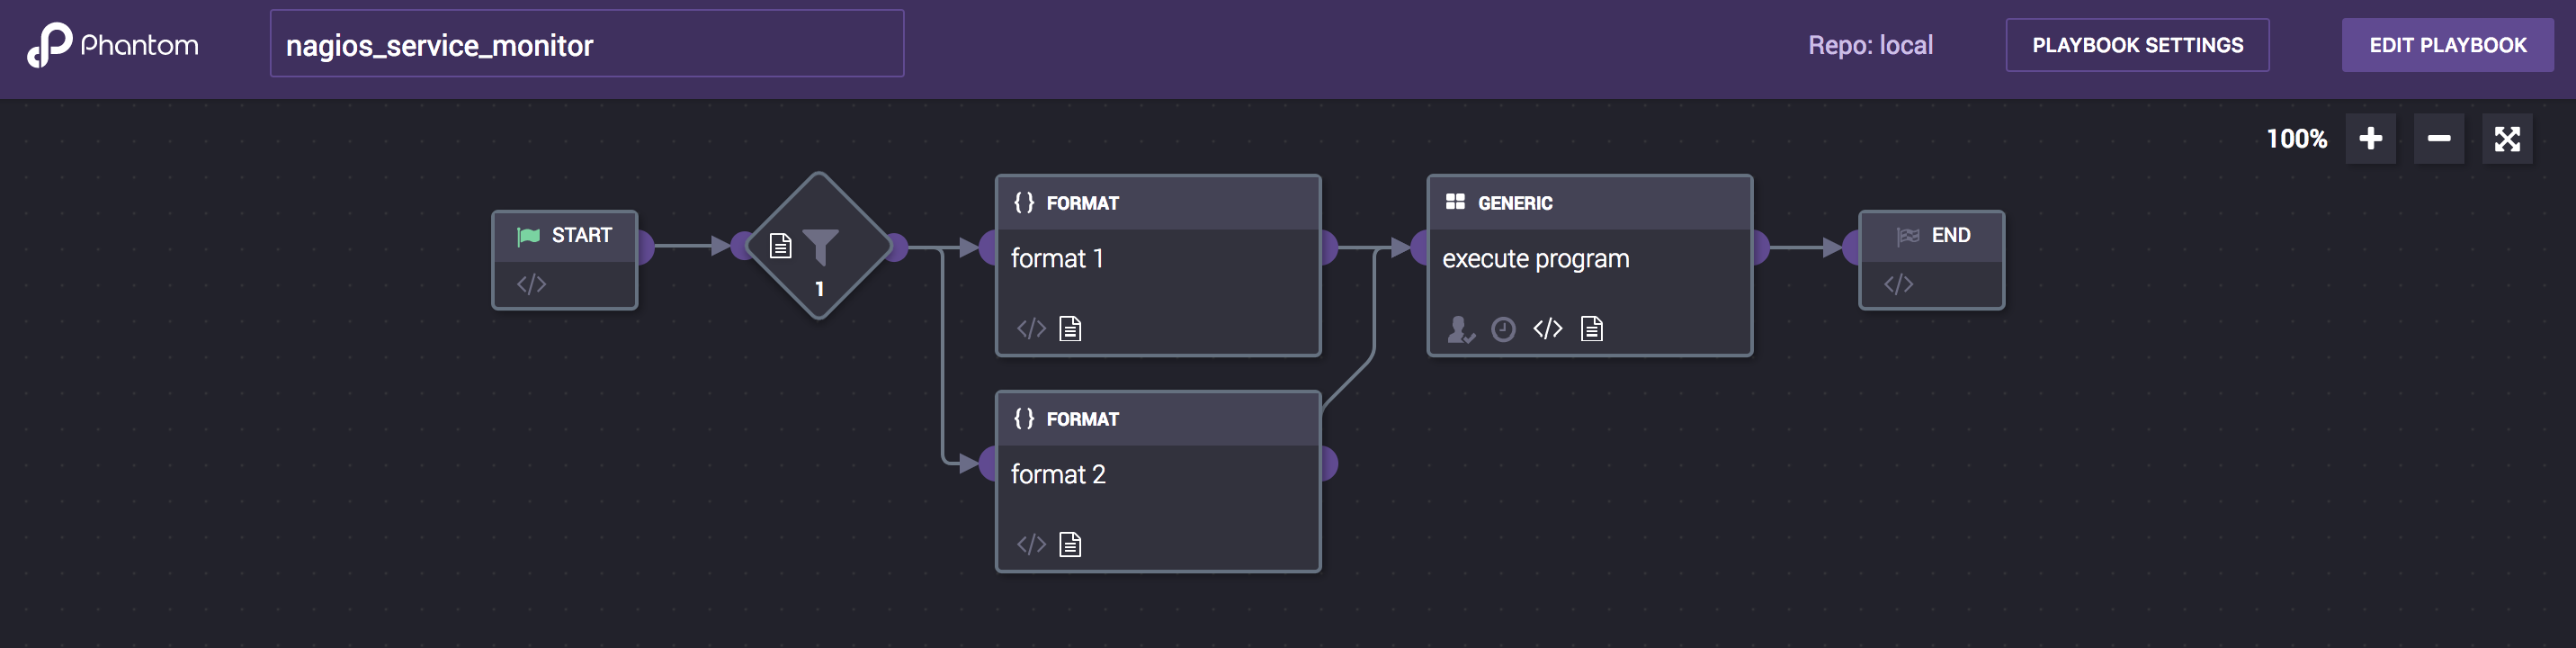 Phantom
nagios_service_monitor
Repo: local
PLAYBOOK SETTINGS
EDIT PLAYBOOK
100%
START
</>
1
{} FORMAT
format 1
</>
{} FORMAT
format 2
</>
GENERIC
execute program
</>
END
</>